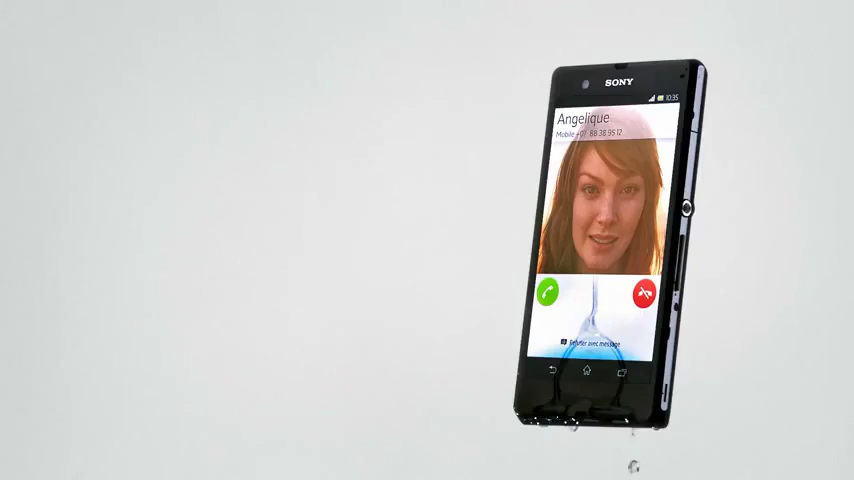 SONY
10:35
Angelique
Mobile +07 88 38 95 12
Refuser avec message